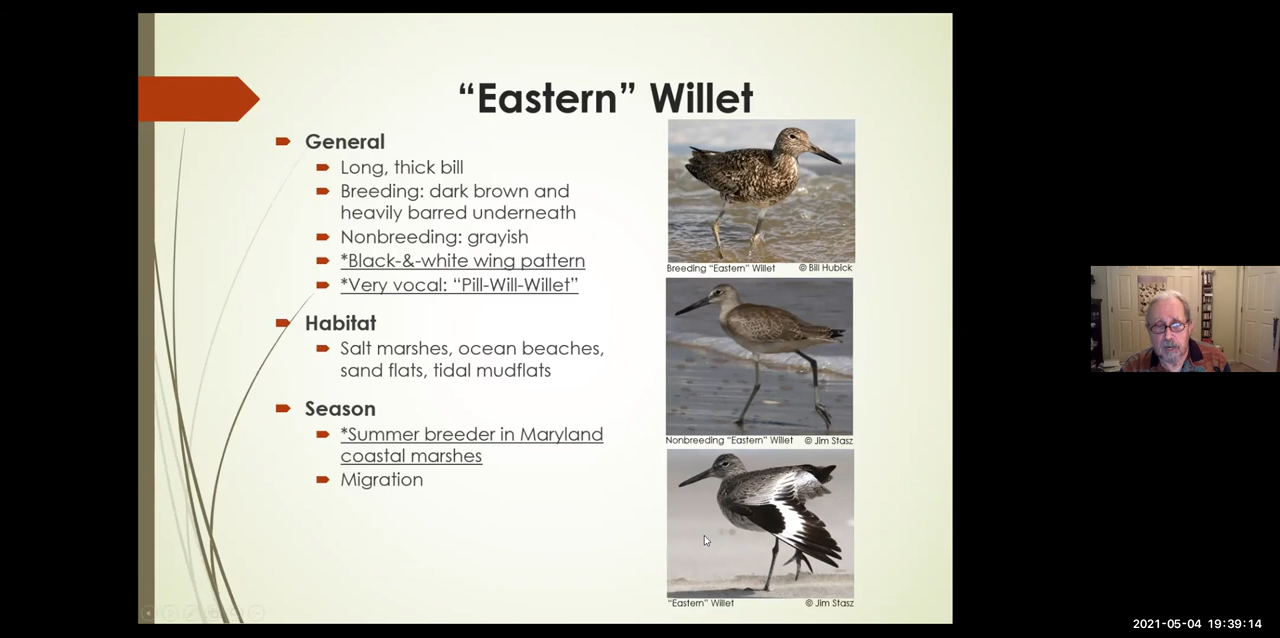 “Eastern” Willet
General
Long, thick bill
Breeding: dark brown and
heavily barred underneath
Nonbreeding: grayish
*Black-&-white wing pattern
*Very vocal: “Pill-Will-Willet”
Habitat
Salt marshes, ocean beaches,
sand flats, tidal mudflats
Season
*Summer breeder in Maryland
coastal marshes
Migration
Breeding “Eastern” Willet © Bill Hubick
Nonbreeding “Eastern” Willet © Jim Stasz
“Eastern” Willet © Jim Stasz
2021-05-04 19:39:14